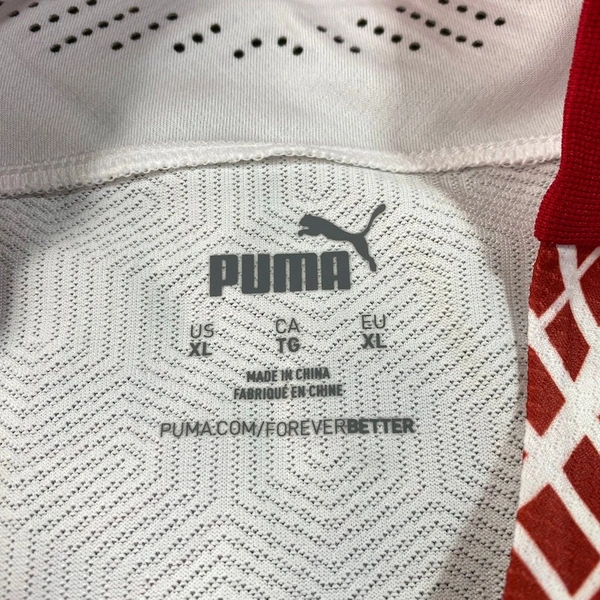 PUMA
US CA EU
XL TG XL
MADE IN CHINA
FABRIQUÉ EN CHINE
PUMA.COM/FOREVERBETTER